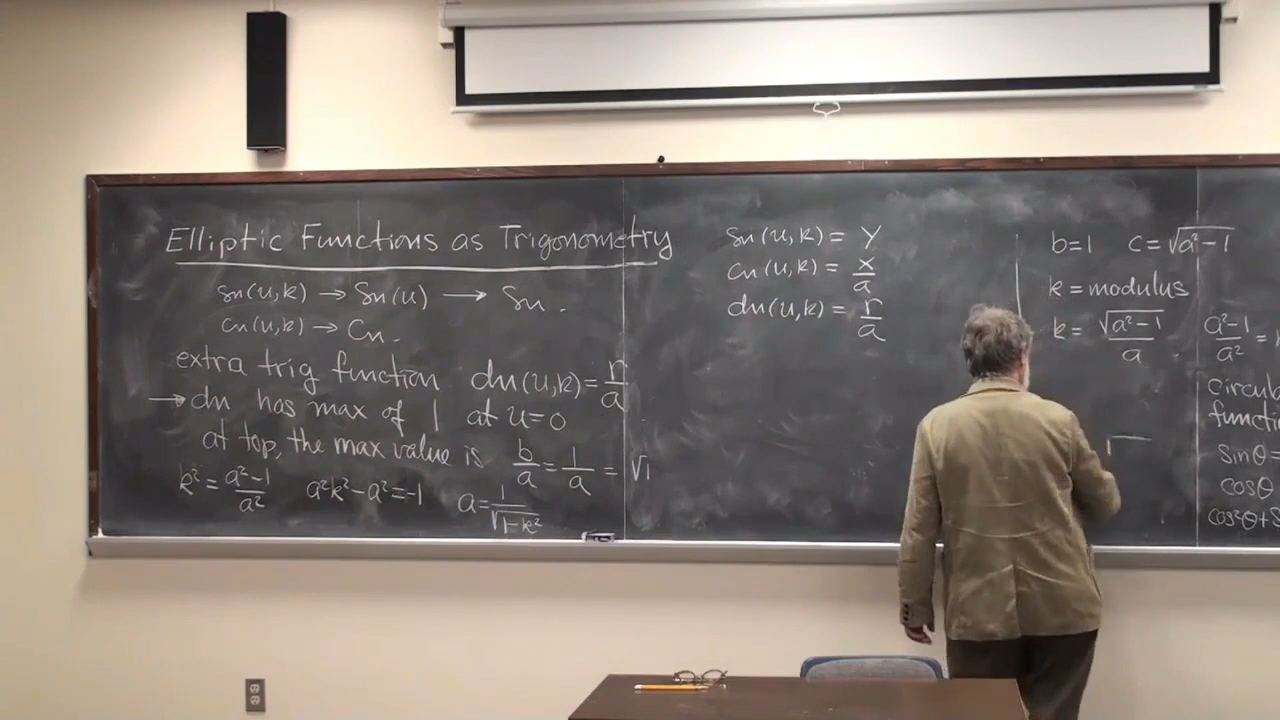 Elliptic Functions as Trigonometry
sn(u,k) → sn(u) → sn.
cn(u,k) → cn.
extra trig function dn(u,k) = r/a
→ dn has max of 1 at u=0
at top, the max value is b/a = 1/a = √1
k² = a²-1/a² a²k²-a²=-1 a = 1/√1-k²
sn(u,k) = y
cn(u,k) = x/a
dn(u,k) = r/a
b=1 c=√a²-1
k = modulus
k = √a²-1/a
a²-1/a² =
circul
functi
sinθ=
cosθ
cos²θ+